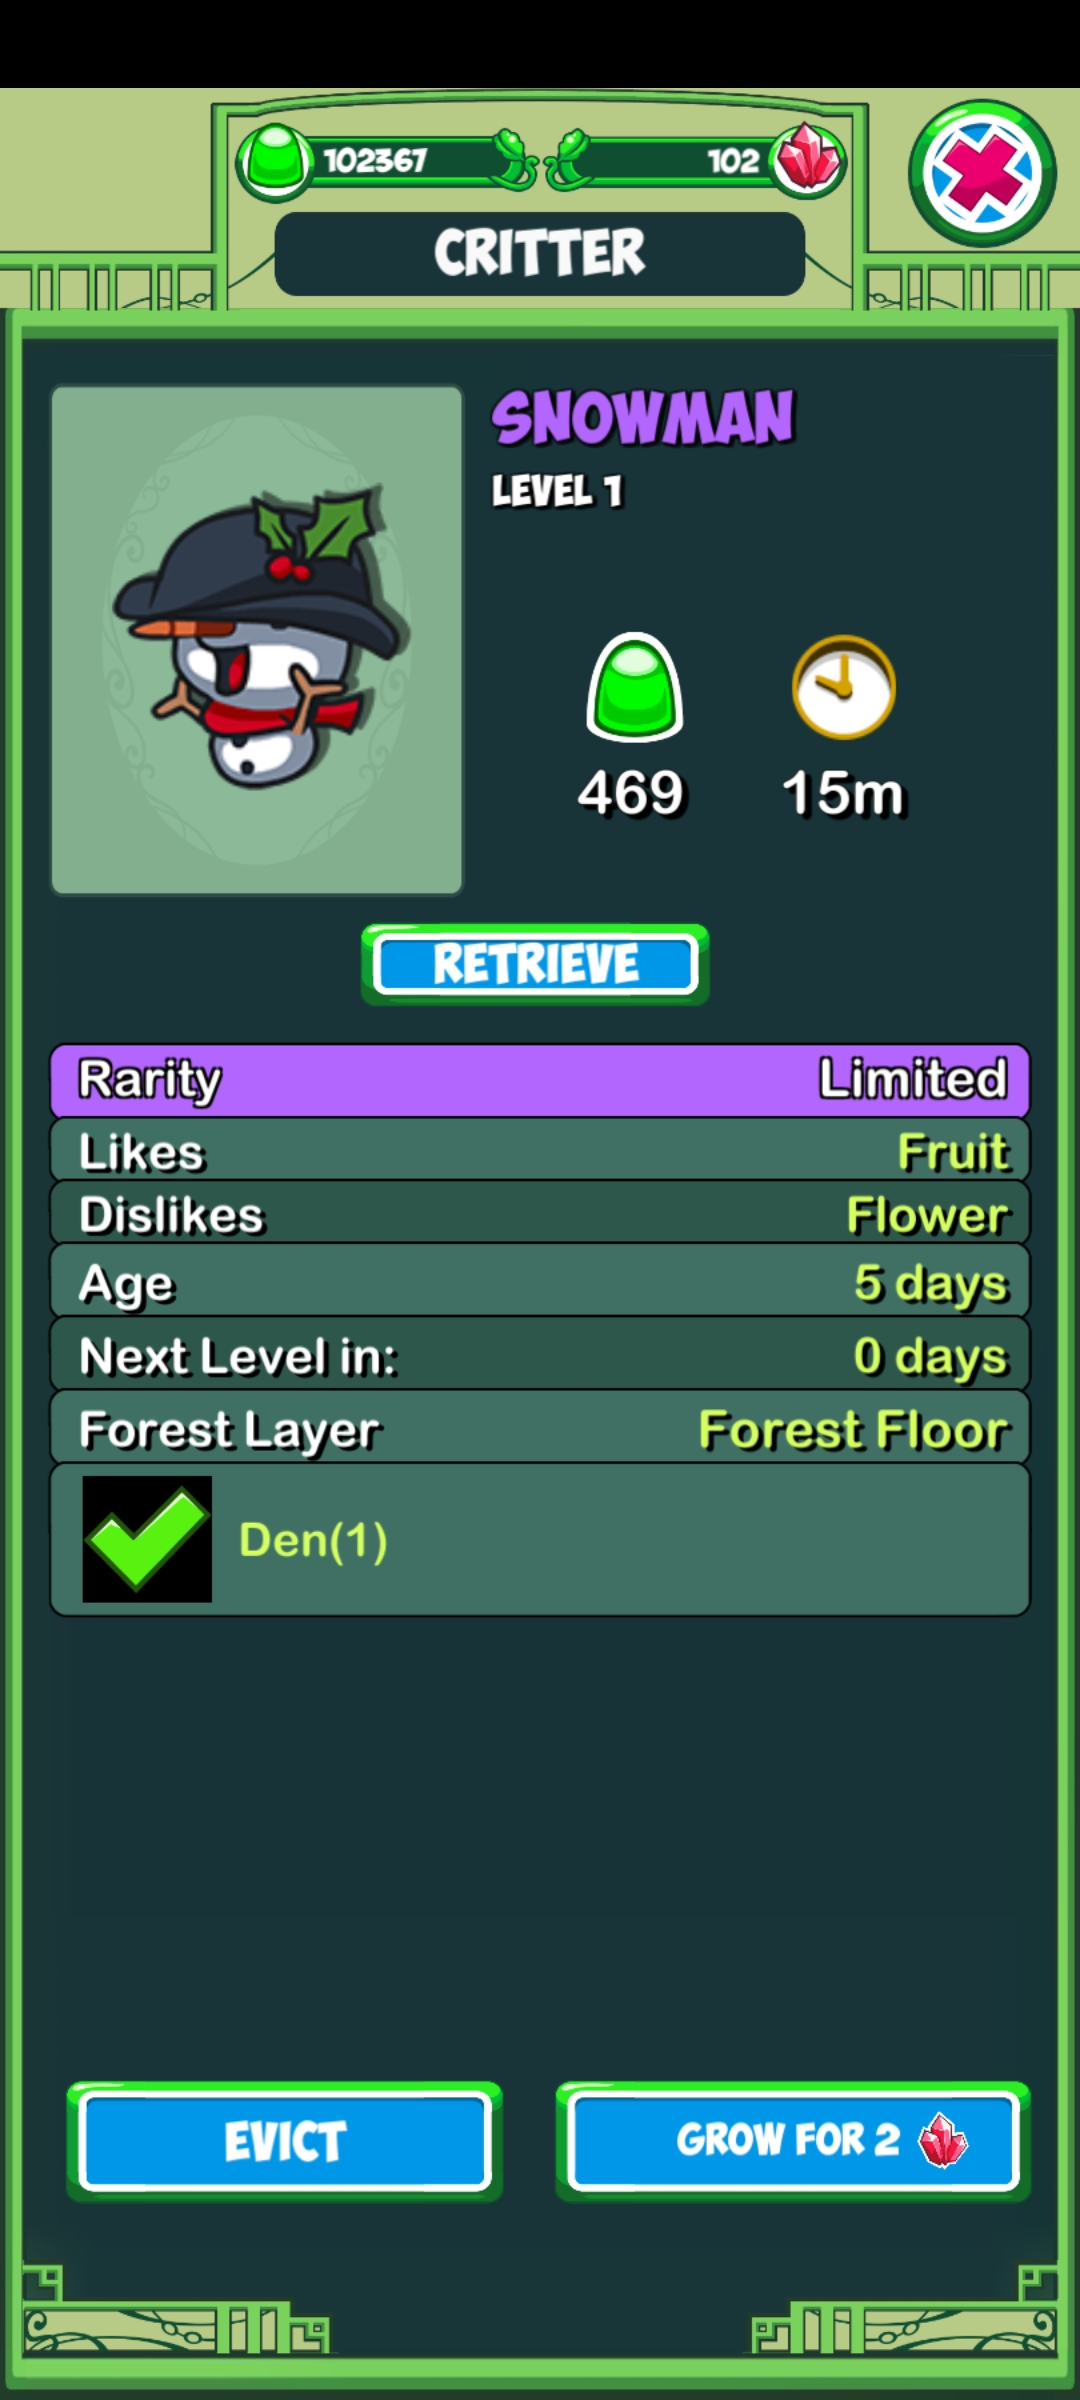 102367
102
CRITTER
SNOWMAN
LEVEL 1
469
15m
RETRIEVE
Rarity Limited
Likes Fruit
Dislikes Flower
Age 5 days
Next Level in: 0 days
Forest Layer Forest Floor
Den(1)
EVICT
GROW FOR 2